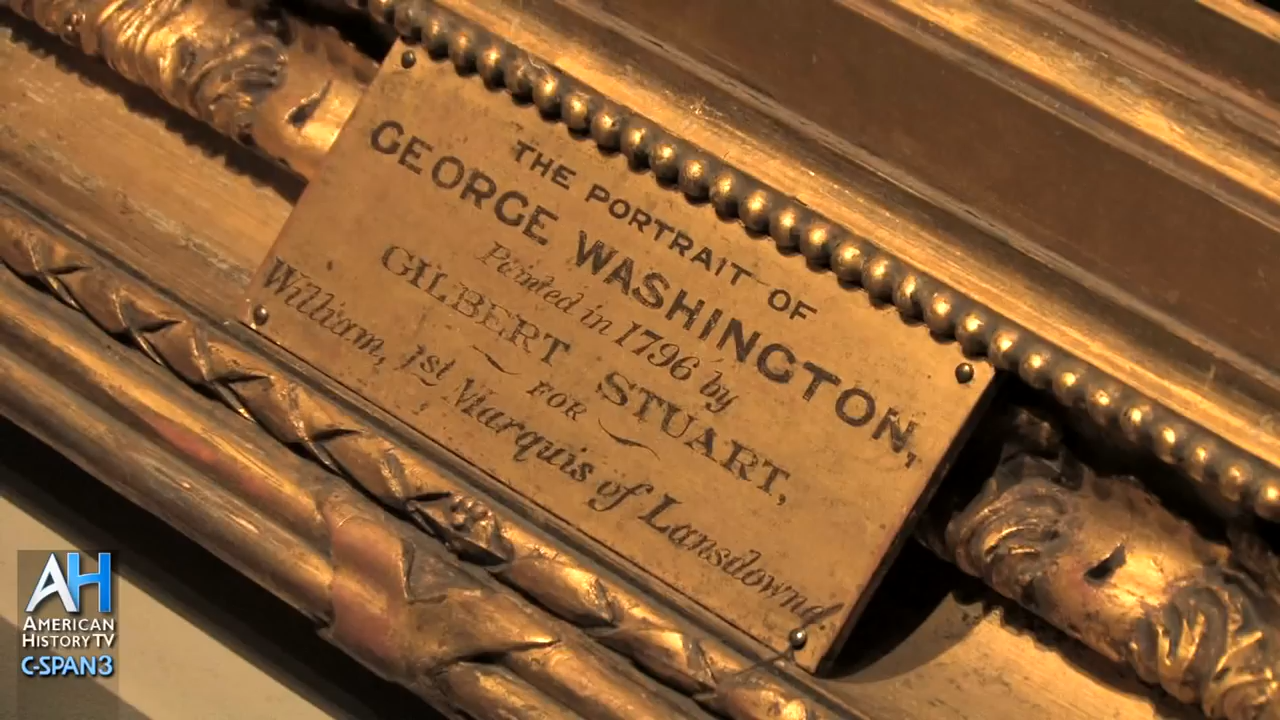 THE PORTRAIT OF
GEORGE WASHINGTON,
Painted in 1796 by
GILBERT STUART,
FOR
William, 1st Marquis of Lansdowne
AH
AMERICAN
HISTORY TV
C-SPAN3